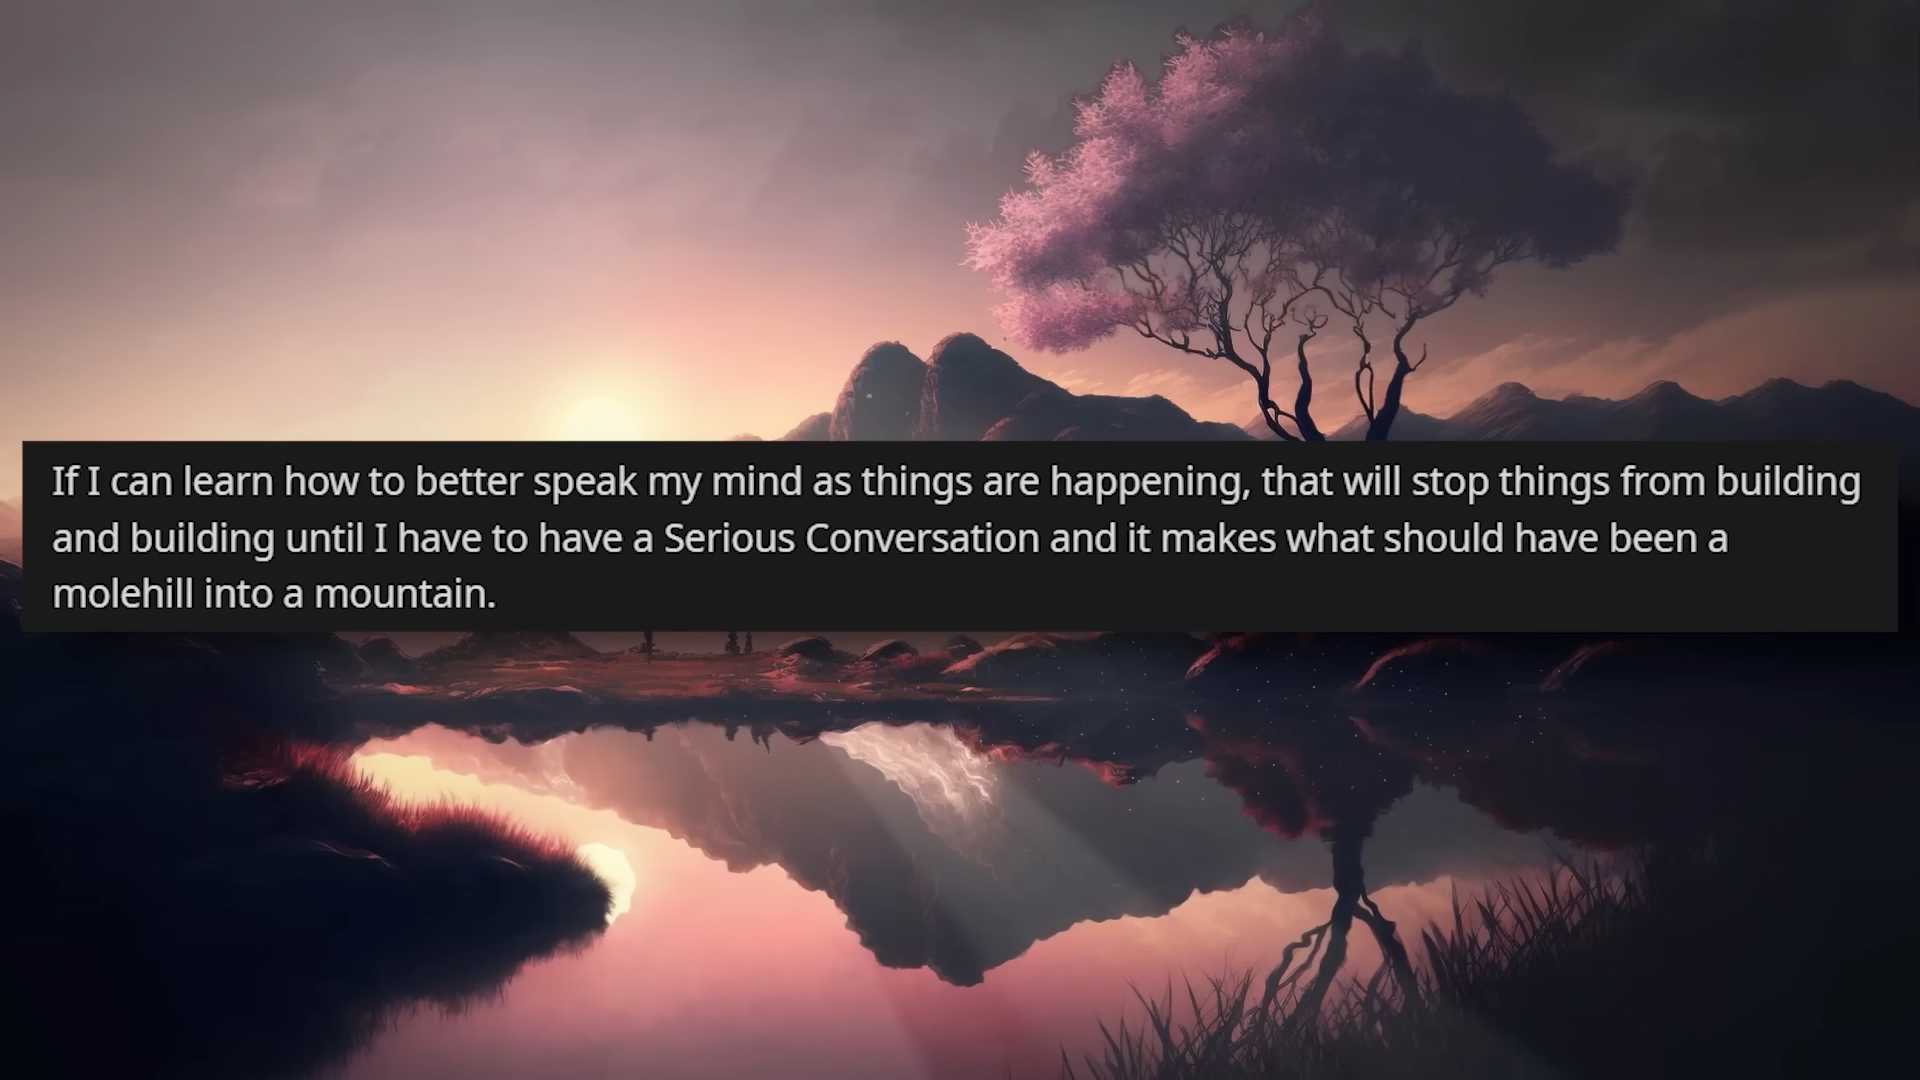 If I can learn how to better speak my mind as things are happening, that will stop things from building
and building until I have to have a Serious Conversation and it makes what should have been a
molehill into a mountain.